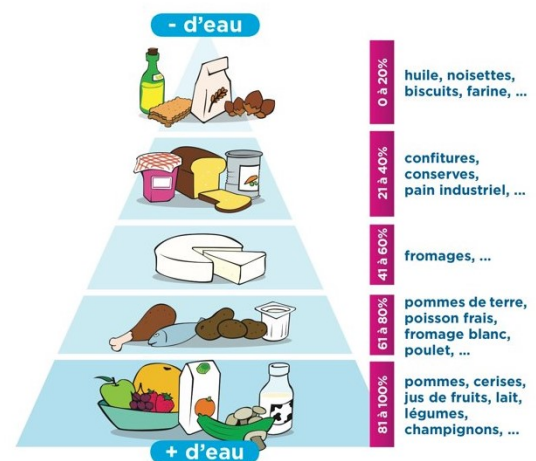 - d'eau
0 à 20%
huile, noisettes,
biscuits, farine, ...
21 à 40%
confitures,
conserves,
pain industriel, ...
41 à 60%
fromages, ...
61 à 80%
pommes de terre,
poisson frais,
fromage blanc,
poulet, ...
81 à 100%
pommes, cerises,
jus de fruits, lait,
légumes,
champignons, ...
+ d'eau